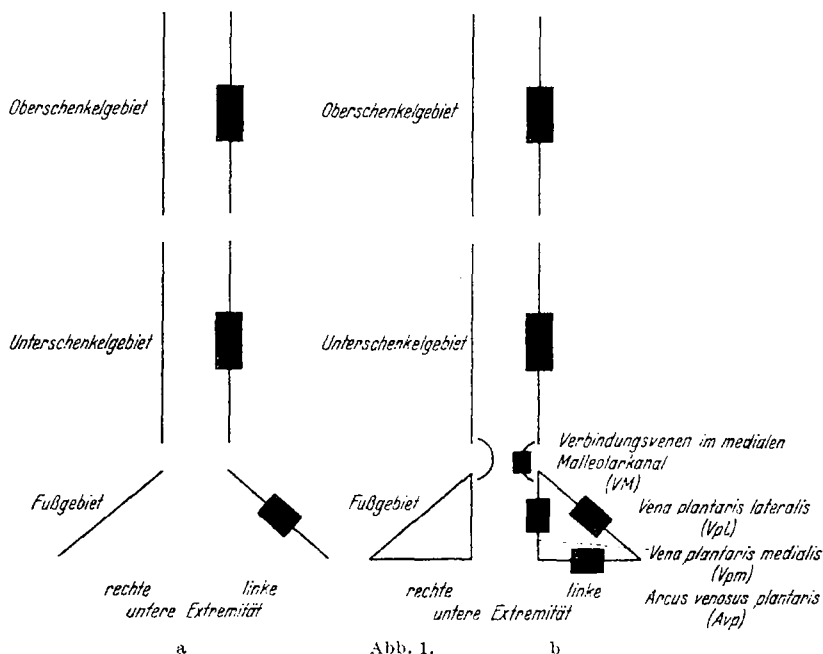 Oberschenkelgebiet
Oberschenkelgebiet
Unterschenkelgebiet
Unterschenkelgebiet
Verbindungsvenen im medialen
Malleolarkanal
(VM)
Fußgebiet
Fußgebiet
Vena plantaris lateralis
(Vpl)
Vena plantaris medialis
(Vpm)
rechte linke
untere Extremität
rechte linke
untere Extremität
Arcus venosus plantaris
(Avp)
a Abb. 1. b